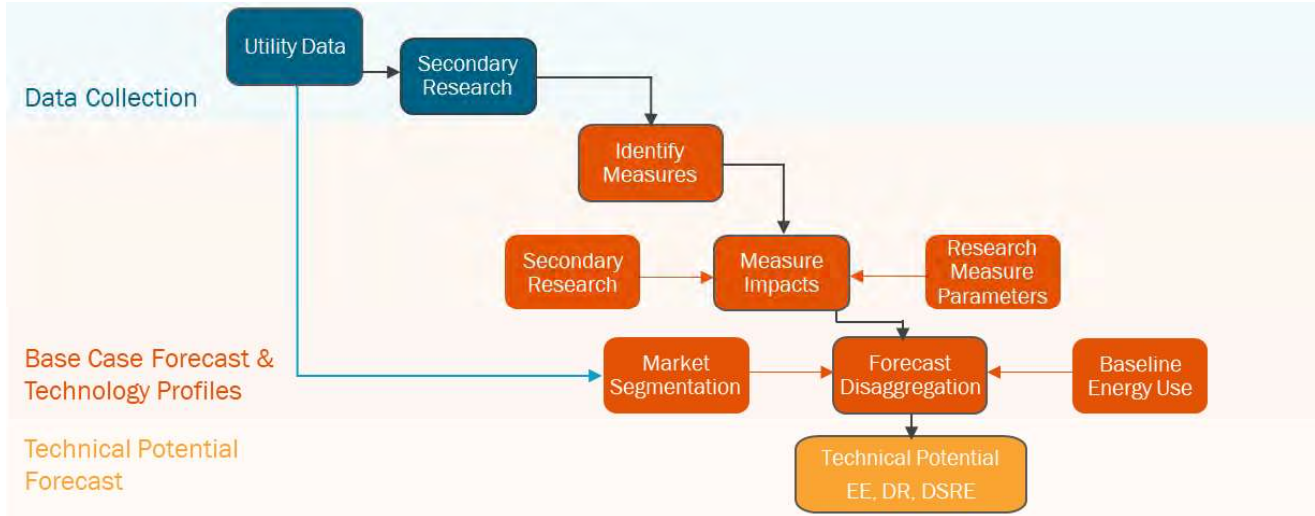 Utility Data
Secondary
Research
Data Collection
Identify
Measures
Secondary
Research
Measure
Impacts
Research
Measure
Parameters
Base Case Forecast &
Technology Profiles
Market
Segmentation
Forecast
Disaggregation
Baseline
Energy Use
Technical Potential
Forecast
Technical Potential
EE, DR, DSRE